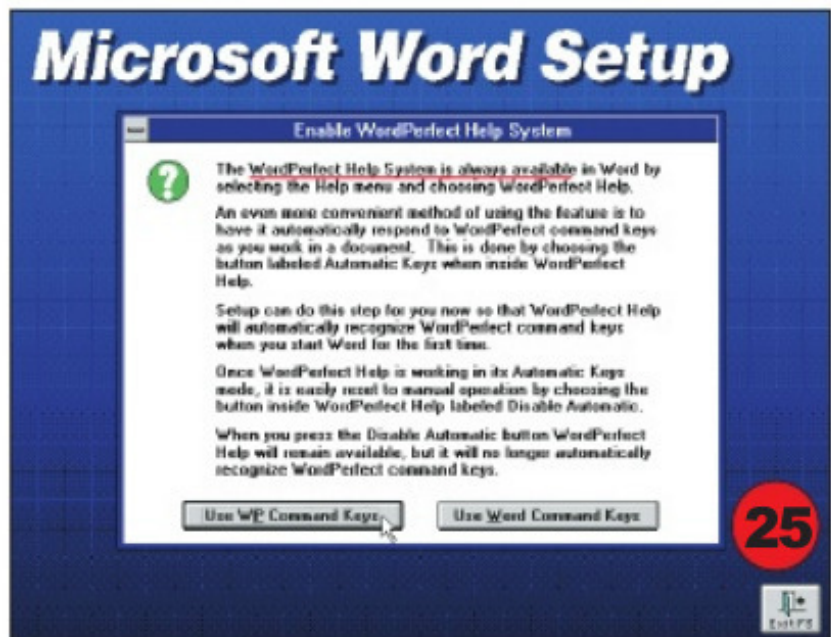 Microsoft Word Setup
Enable WordPerfect Help System
The WordPerfect Help System is always available in Word by
selecting the Help menu and choosing WordPerfect Help.
An even more convenient method of using the feature is to
have it automatically respond to WordPerfect command keys
as you work in a document.  This is done by choosing the
button labeled Automatic Keys when inside WordPerfect
Help.
Setup can do this step for you now so that WordPerfect Help
will automatically recognize WordPerfect command keys
when you start Word for the first time.
Once WordPerfect Help is working in its Automatic Keys
mode, it is easily reset to manual operation by choosing the
button inside WordPerfect Help labeled Disable Automatic.
When you press the Disable Automatic button WordPerfect
Help will remain available, but it will no longer automatically
recognize WordPerfect command keys.
Use WP Command Keys
Use Word Command Keys
25
Exit